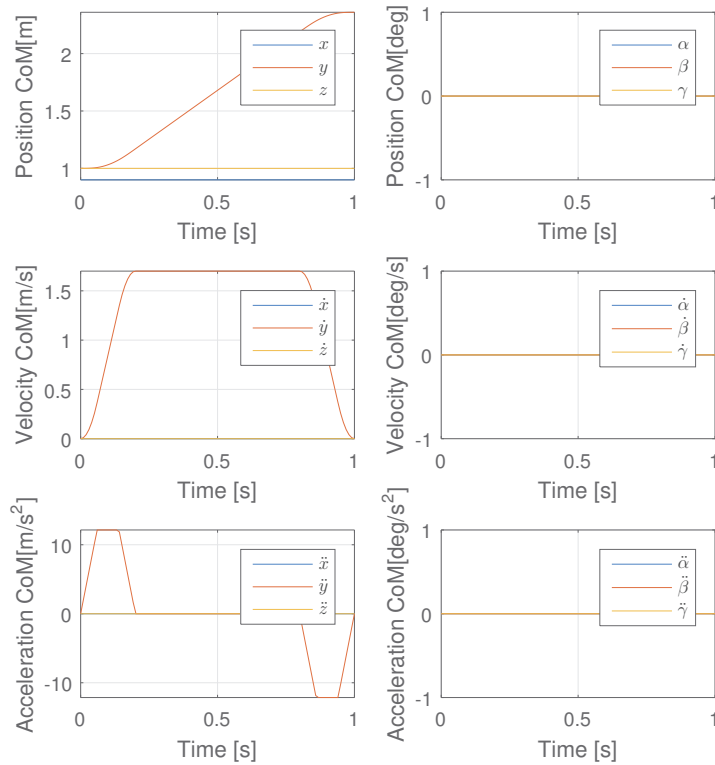 Position CoM[m]
2
1.5
1
0
0.5
1
Time [s]
x
y
z
Position CoM[deg]
1
0
-1
0
0.5
1
Time [s]
α
β
γ
Velocity CoM[m/s]
1.5
1
0.5
0
0
0.5
1
Time [s]
ẋ
ẏ
ż
Velocity CoM[deg/s]
1
0
-1
0
0.5
1
Time [s]
α̇
β̇
γ̇
Acceleration CoM[m/s²]
10
0
-10
0
0.5
1
Time [s]
ẍ
ÿ
z̈
Acceleration CoM[deg/s²]
1
0
-1
0
0.5
1
Time [s]
α̈
β̈
γ̈